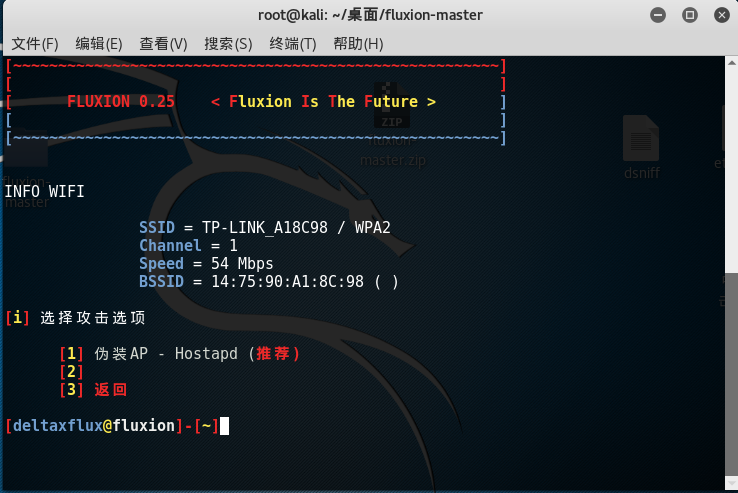 root@kali: ~/桌面/fluxion-master
文件(F) 编辑(E) 查看(V) 搜索(S) 终端(T) 帮助(H)
[~~~~~~~~~~~~~~~~~~~~~~~~~~~~~~~~~~~~~~~~~~~~~~~~~~~~~~]
[ ]
[ FLUXION 0.25 < Fluxion Is The Future > ]
[ ]
[~~~~~~~~~~~~~~~~~~~~~~~~~~~~~~~~~~~~~~~~~~~~~~~~~~~~~~]
ZIP
fluxion-
master.zip
dsniff
fluxion-
master
INFO WIFI
SSID = TP-LINK_A18C98 / WPA2
Channel = 1
Speed = 54 Mbps
BSSID = 14:75:90:A1:8C:98 ( )
[i] 选择攻击选项
[1] 伪装AP - Hostapd (推荐)
[2]
[3] 返回
[deltaxflux@fluxion]-[~]